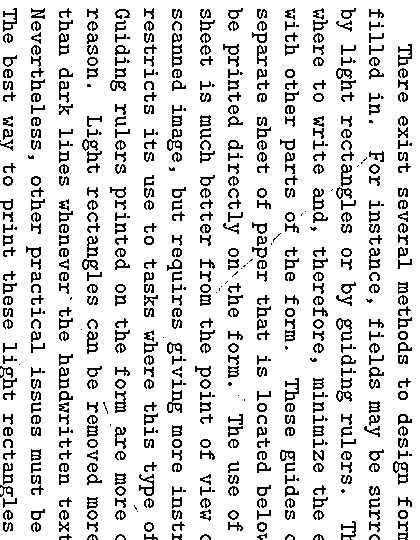 There exist several methods to design form
filled in. For instance, fields may be surro
by light rectangles or by guiding rulers. Th
where to write and, therefore, minimize the e
with other parts of the form. These guides c
separate sheet of paper that is located below
be printed directly on the form. The use of
sheet is much better from the point of view o
scanned image, but requires giving more instr
restricts its use to tasks where this type of
Guiding rulers printed on the form are more c
reason. Light rectangles can be removed more
than dark lines whenever the handwritten text
Nevertheless, other practical issues must be
The best way to print these light rectangles